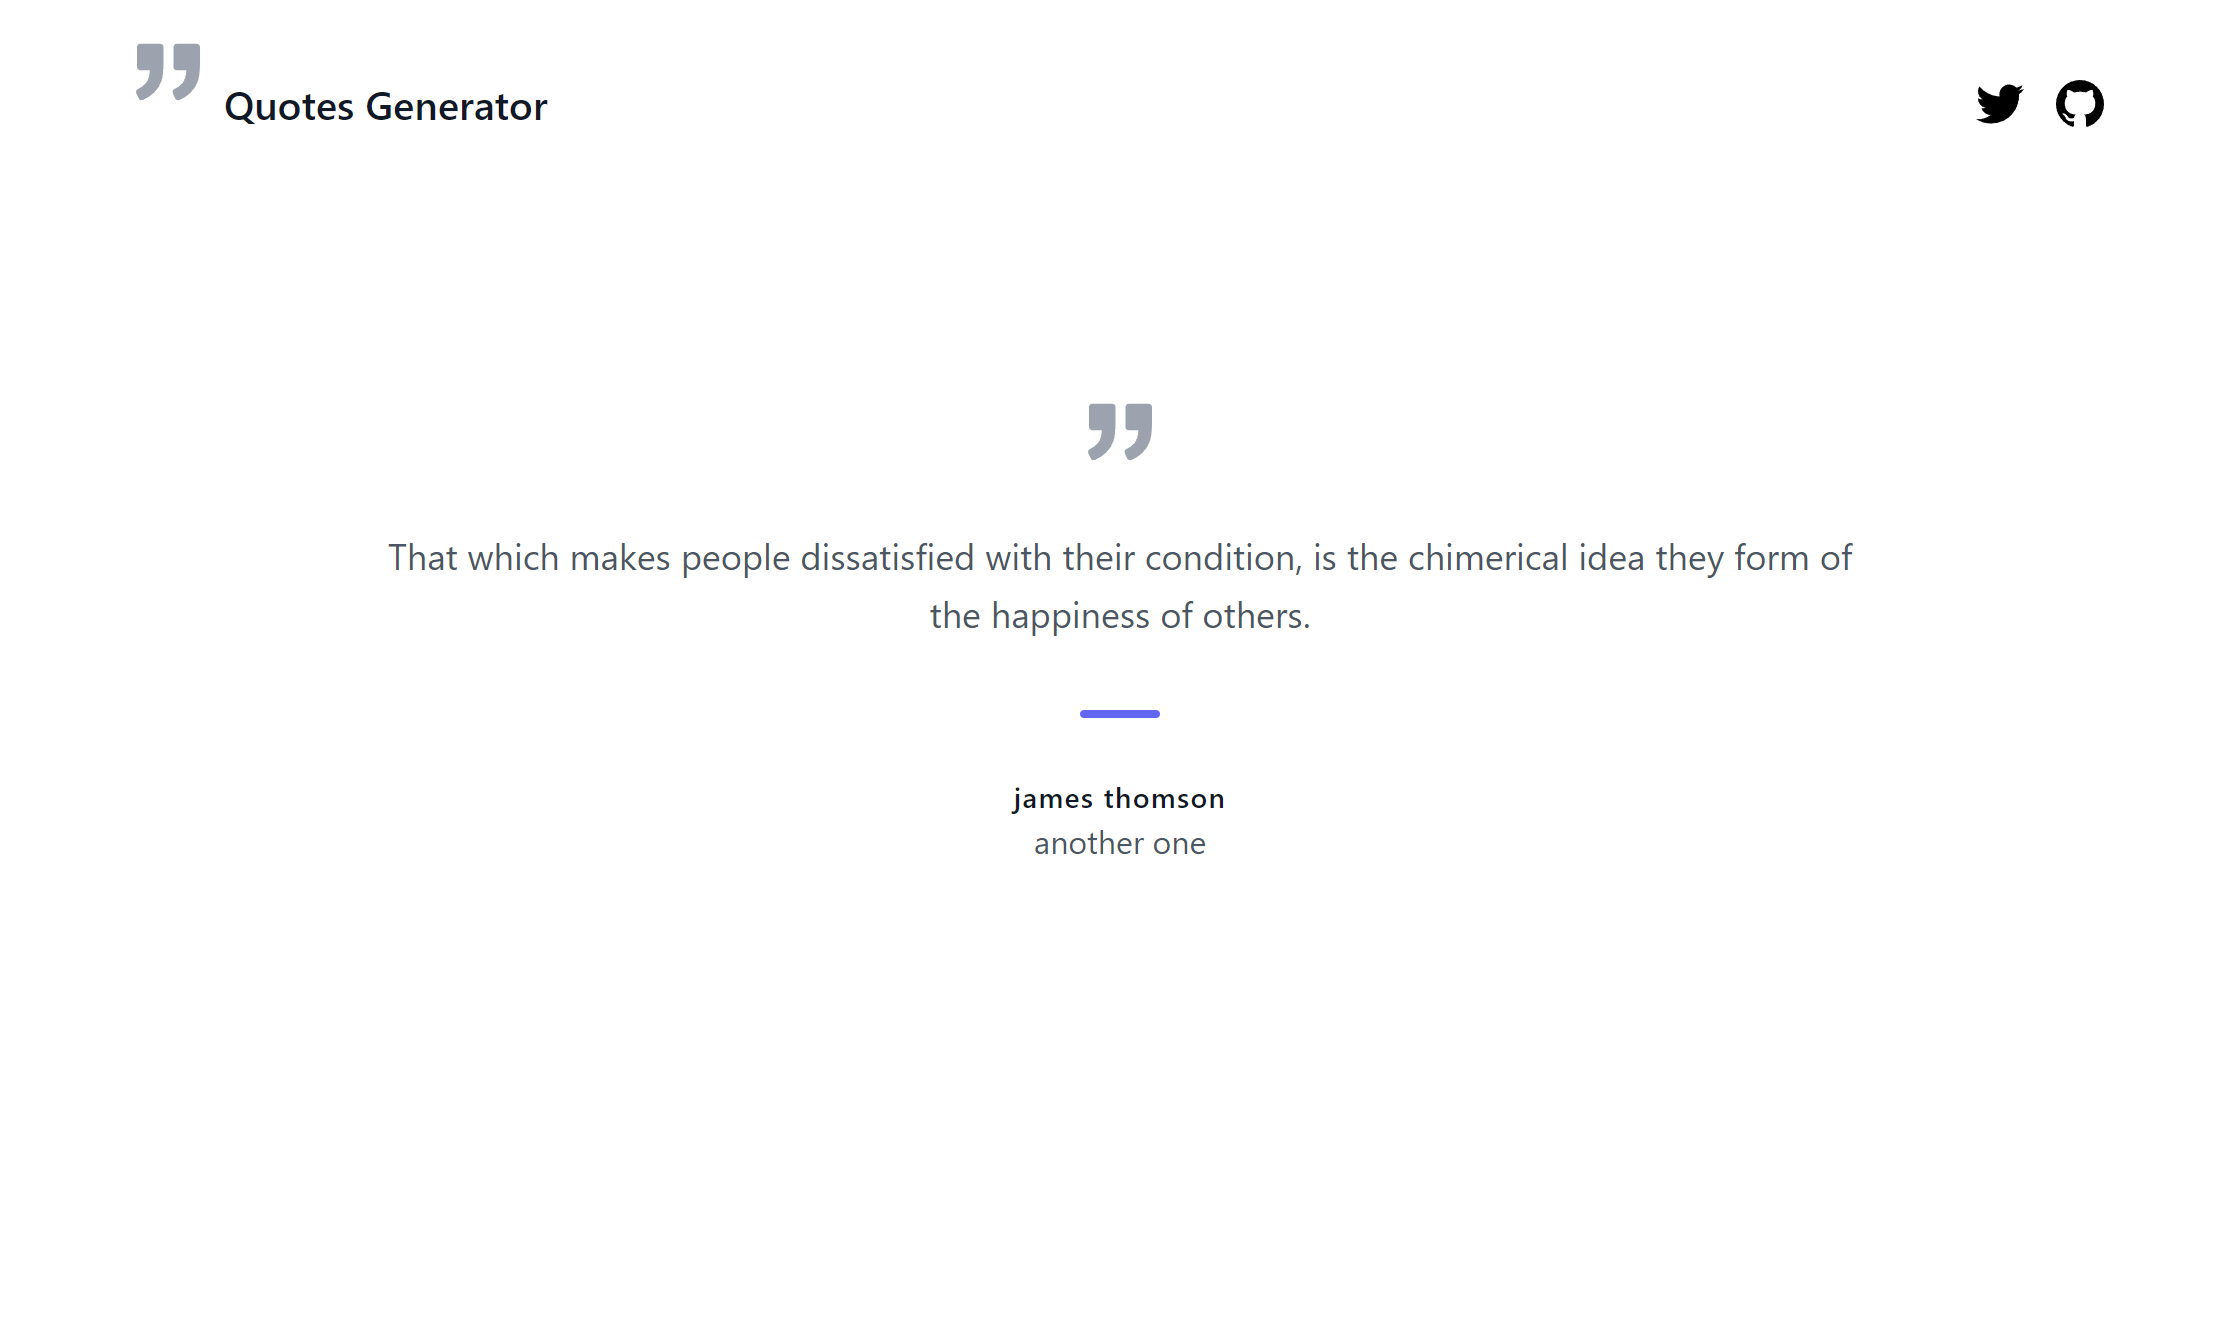 Quotes Generator
That which makes people dissatisfied with their condition, is the chimerical idea they form of
the happiness of others.
james thomson
another one